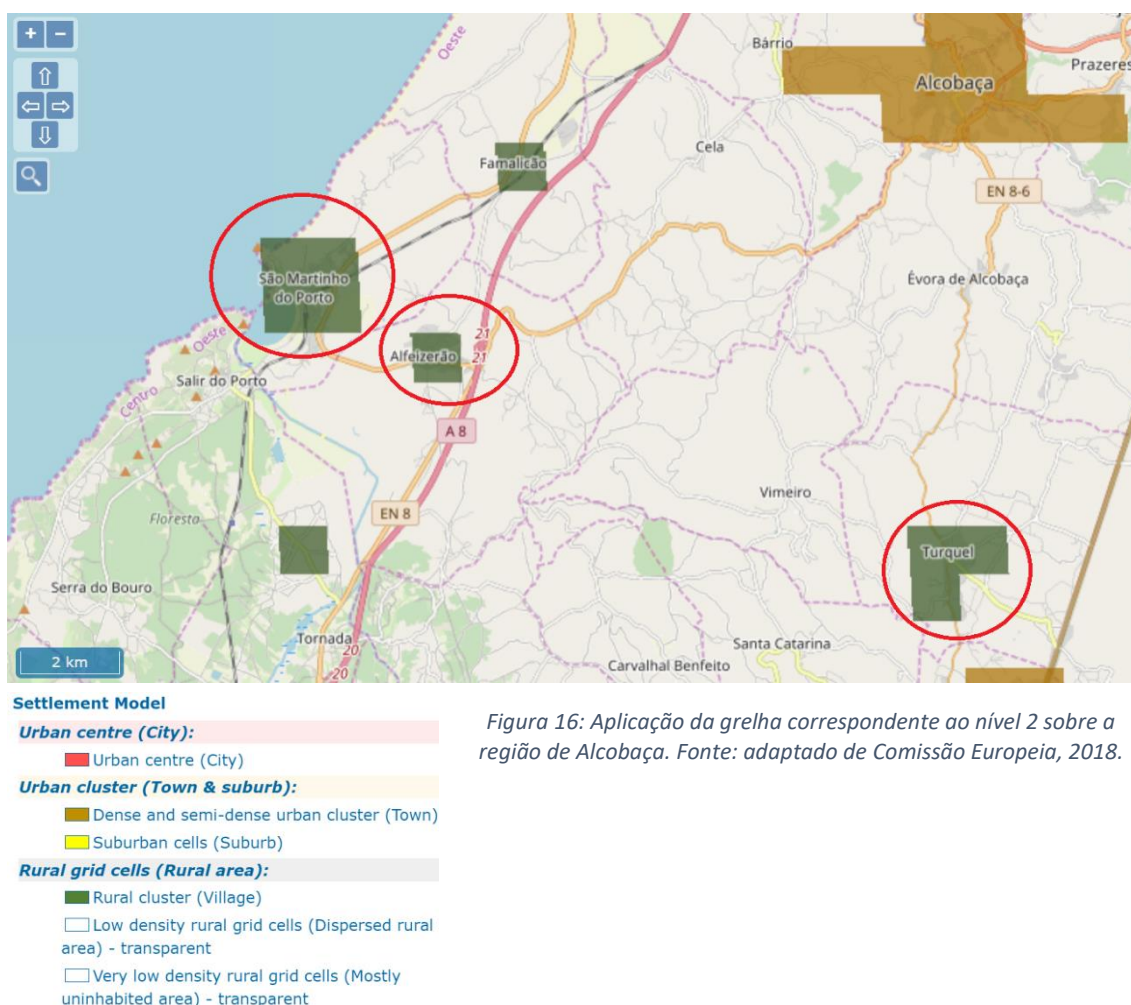 + −
Bárrio
Oeste
Prazeres
Alcobaça
Cela
Famalicão
EN 8-6
São Martinho
do Porto
Évora de Alcobaça
Oeste
21
21
Alfeizerão
Salir do Porto
Centro
A 8
Vimeiro
EN 8
Floresta
Turquel
Serra do Bouro
Tornada
20
20
Santa Catarina
Carvalhal Benfeito
2 km
Settlement Model
Urban centre (City):
Urban centre (City)
Urban cluster (Town & suburb):
Dense and semi-dense urban cluster (Town)
Suburban cells (Suburb)
Rural grid cells (Rural area):
Rural cluster (Village)
Low density rural grid cells (Dispersed rural
area) - transparent
Very low density rural grid cells (Mostly
uninhabited area) - transparent
Figura 16: Aplicação da grelha correspondente ao nível 2 sobre a
região de Alcobaça. Fonte: adaptado de Comissão Europeia, 2018.